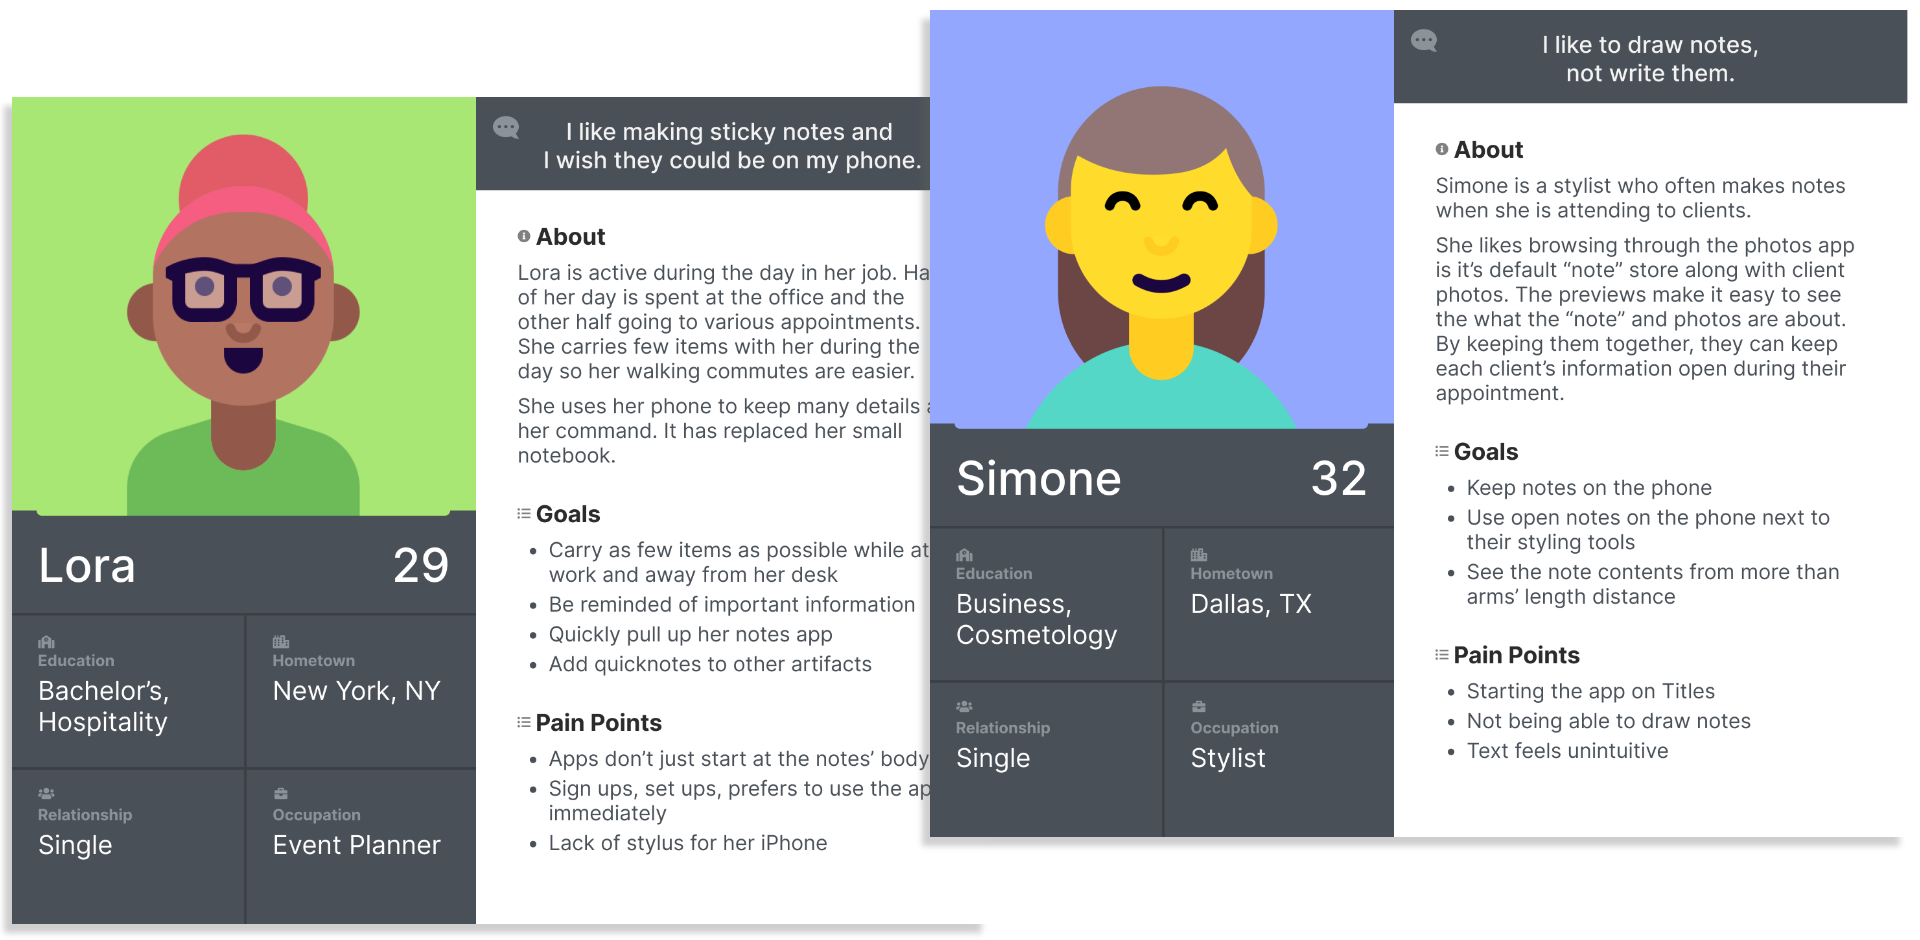 I like making sticky notes and
I wish they could be on my phone.
About
Lora is active during the day in her job. Ha
of her day is spent at the office and the
other half going to various appointments.
She carries few items with her during the
day so her walking commutes are easier.
She uses her phone to keep many details
her command. It has replaced her small
notebook.
Goals
• Carry as few items as possible while at
work and away from her desk
• Be reminded of important information
• Quickly pull up her notes app
• Add quicknotes to other artifacts
Pain Points
• Apps don’t just start at the notes’ body
• Sign ups, set ups, prefers to use the ap
immediately
• Lack of stylus for her iPhone
Lora 29
Education
Bachelor’s,
Hospitality
Hometown
New York, NY
Relationship
Single
Occupation
Event Planner
I like to draw notes,
not write them.
About
Simone is a stylist who often makes notes
when she is attending to clients.
She likes browsing through the photos app
is it’s default “note” store along with client
photos. The previews make it easy to see
the what the “note” and photos are about.
By keeping them together, they can keep
each client’s information open during their
appointment.
Goals
• Keep notes on the phone
• Use open notes on the phone next to
their styling tools
• See the note contents from more than
arms’ length distance
Pain Points
• Starting the app on Titles
• Not being able to draw notes
• Text feels unintuitive
Simone 32
Education
Business,
Cosmetology
Hometown
Dallas, TX
Relationship
Single
Occupation
Stylist